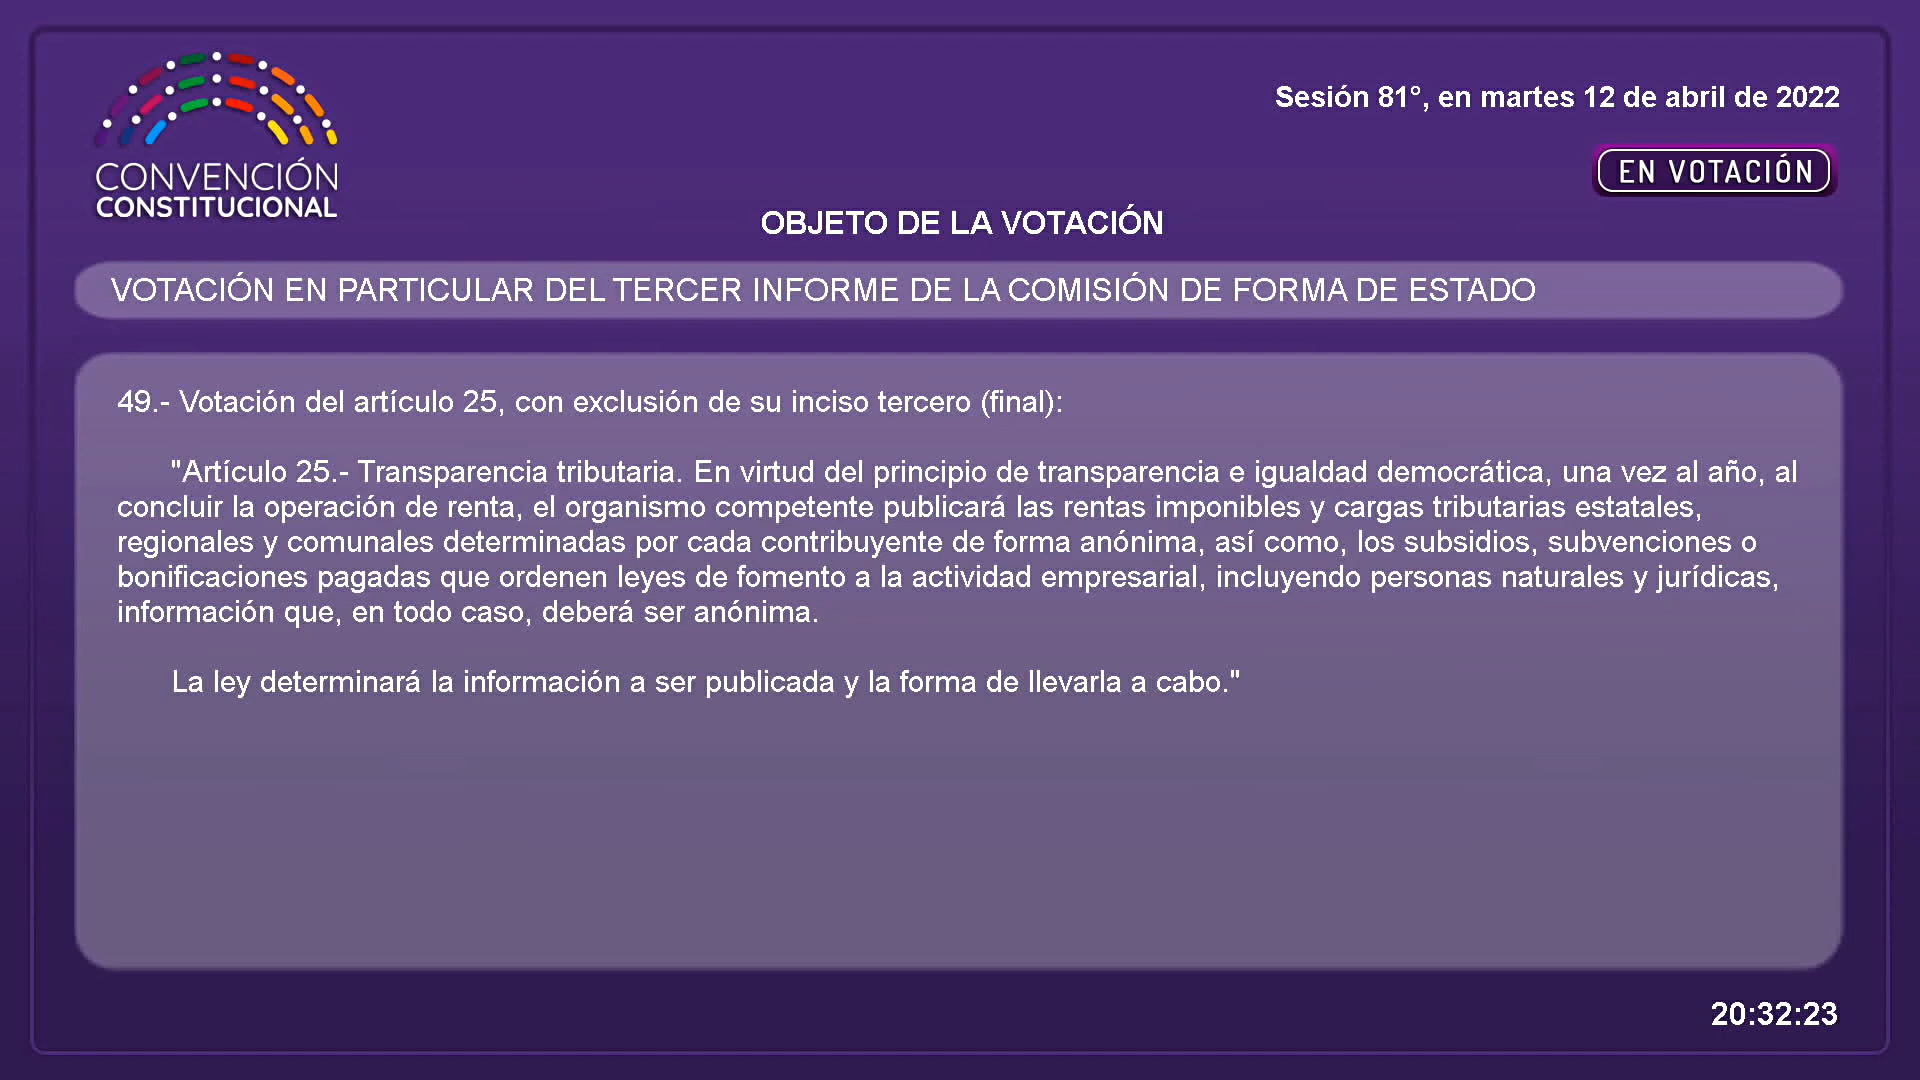 CONVENCIÓN
CONSTITUCIONAL
Sesión 81°, en martes 12 de abril de 2022
EN VOTACIÓN
OBJETO DE LA VOTACIÓN
VOTACIÓN EN PARTICULAR DEL TERCER INFORME DE LA COMISIÓN DE FORMA DE ESTADO
49.- Votación del artículo 25, con exclusión de su inciso tercero (final):
"Artículo 25.- Transparencia tributaria. En virtud del principio de transparencia e igualdad democrática, una vez al año, al
concluir la operación de renta, el organismo competente publicará las rentas imponibles y cargas tributarias estatales,
regionales y comunales determinadas por cada contribuyente de forma anónima, así como, los subsidios, subvenciones o
bonificaciones pagadas que ordenen leyes de fomento a la actividad empresarial, incluyendo personas naturales y jurídicas,
información que, en todo caso, deberá ser anónima.
La ley determinará la información a ser publicada y la forma de llevarla a cabo."
20:32:23